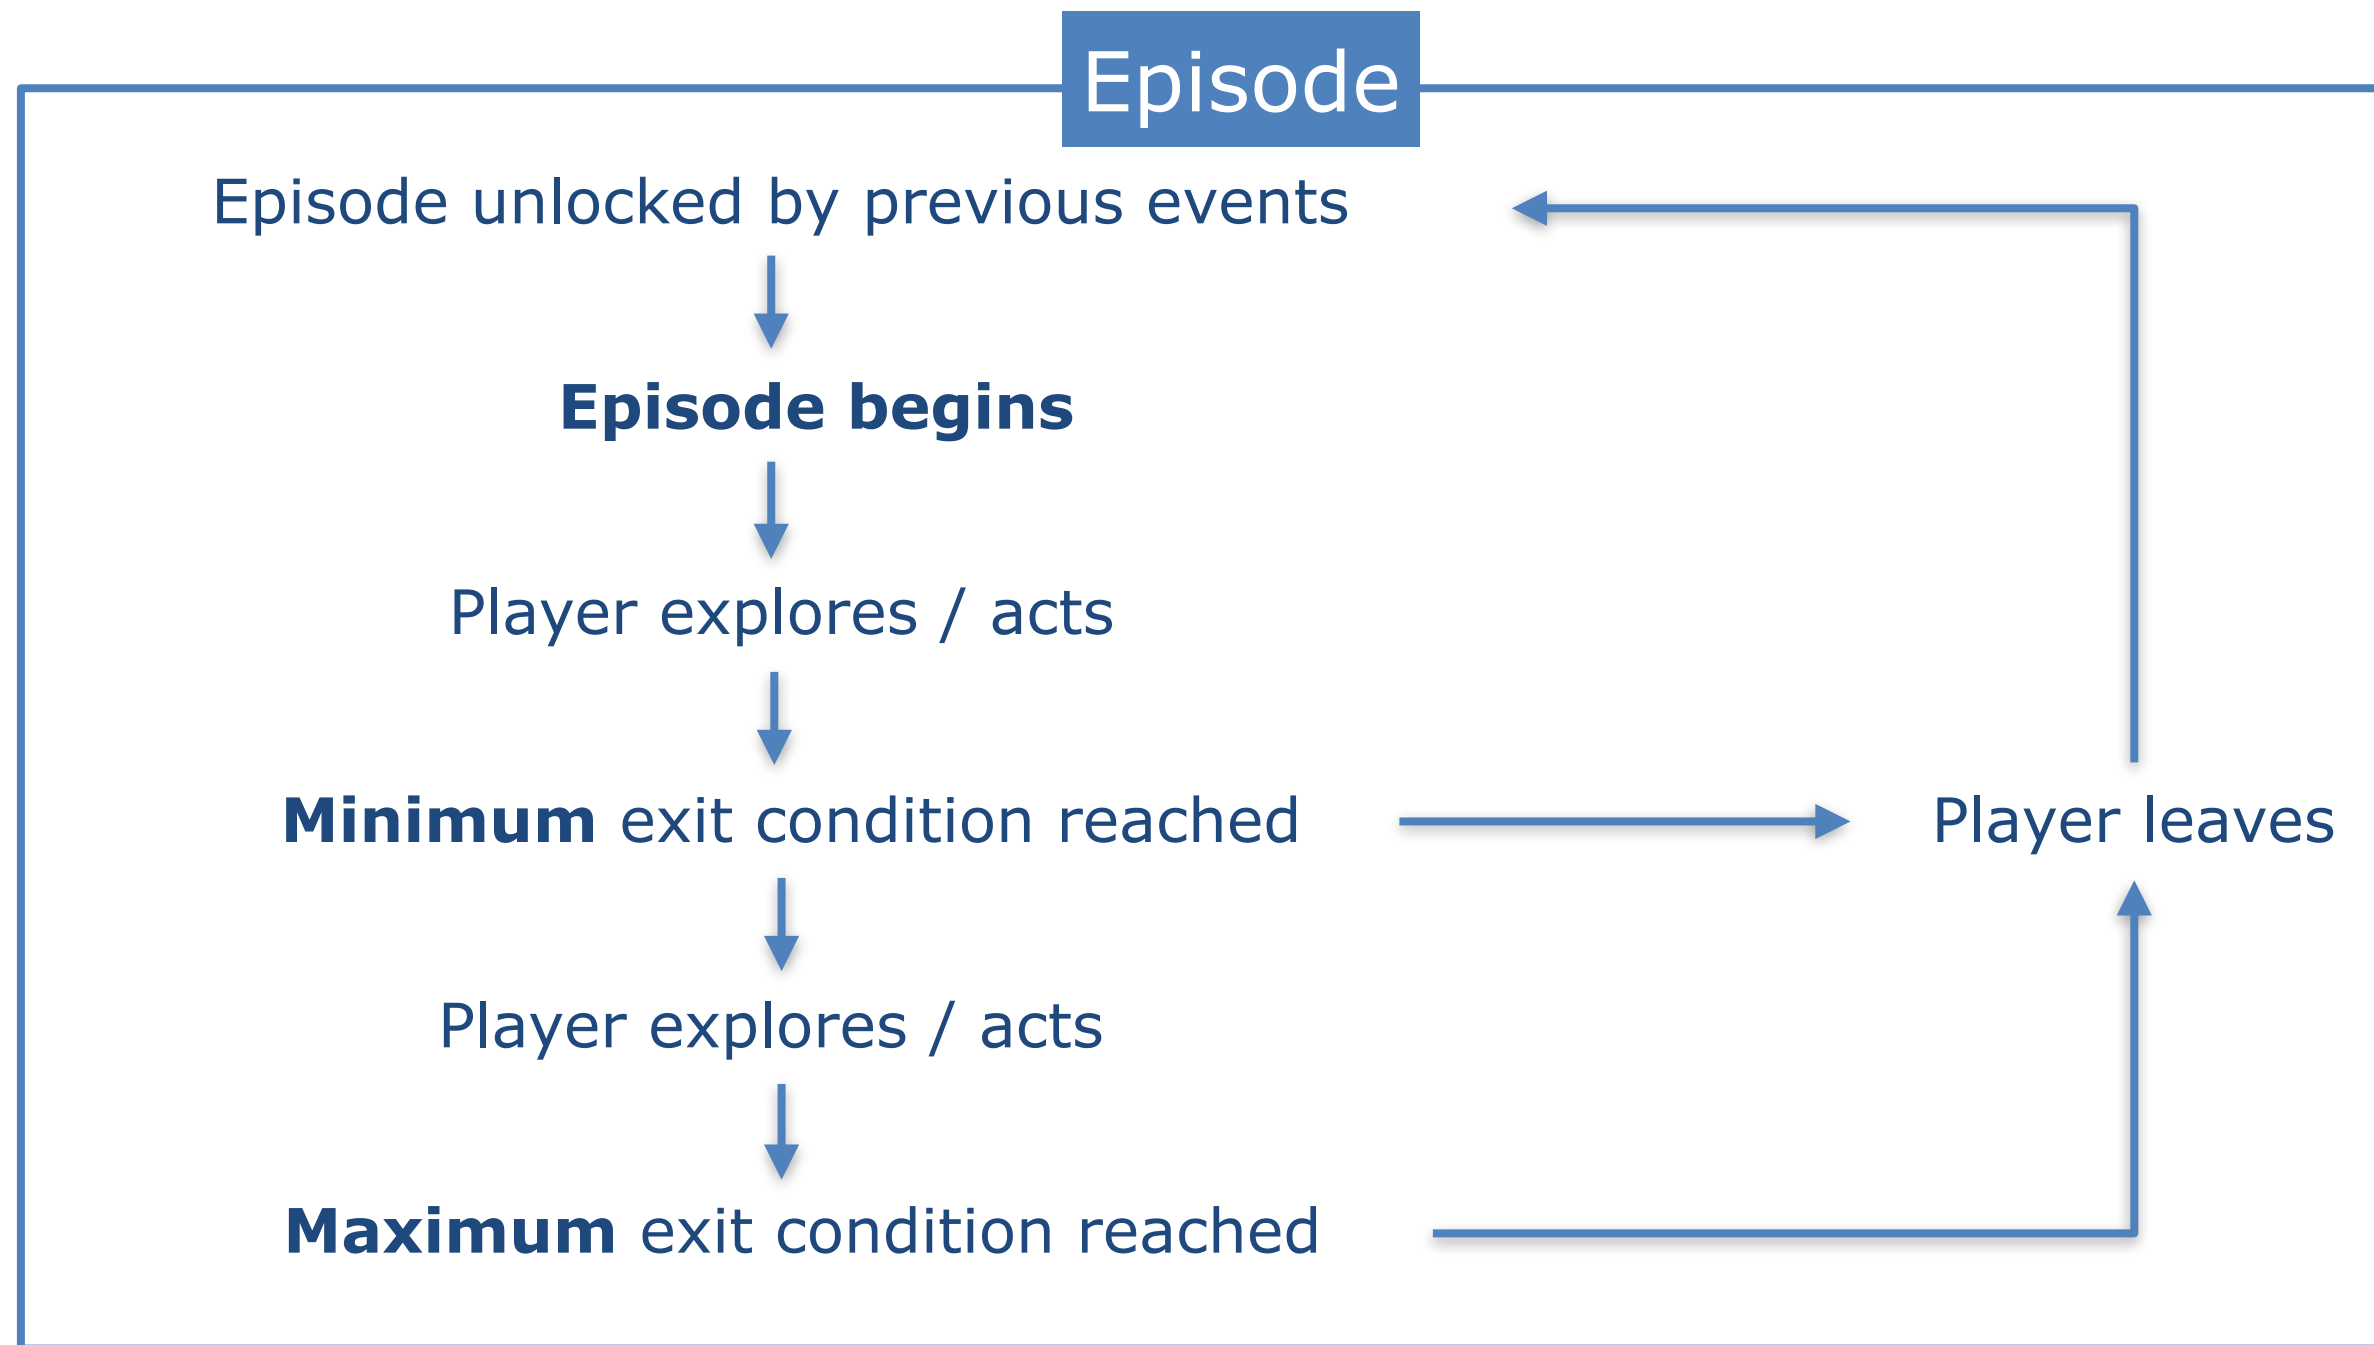 Episode
Episode unlocked by previous events
Episode begins
Player explores / acts
Minimum exit condition reached
Player leaves
Player explores / acts
Maximum exit condition reached